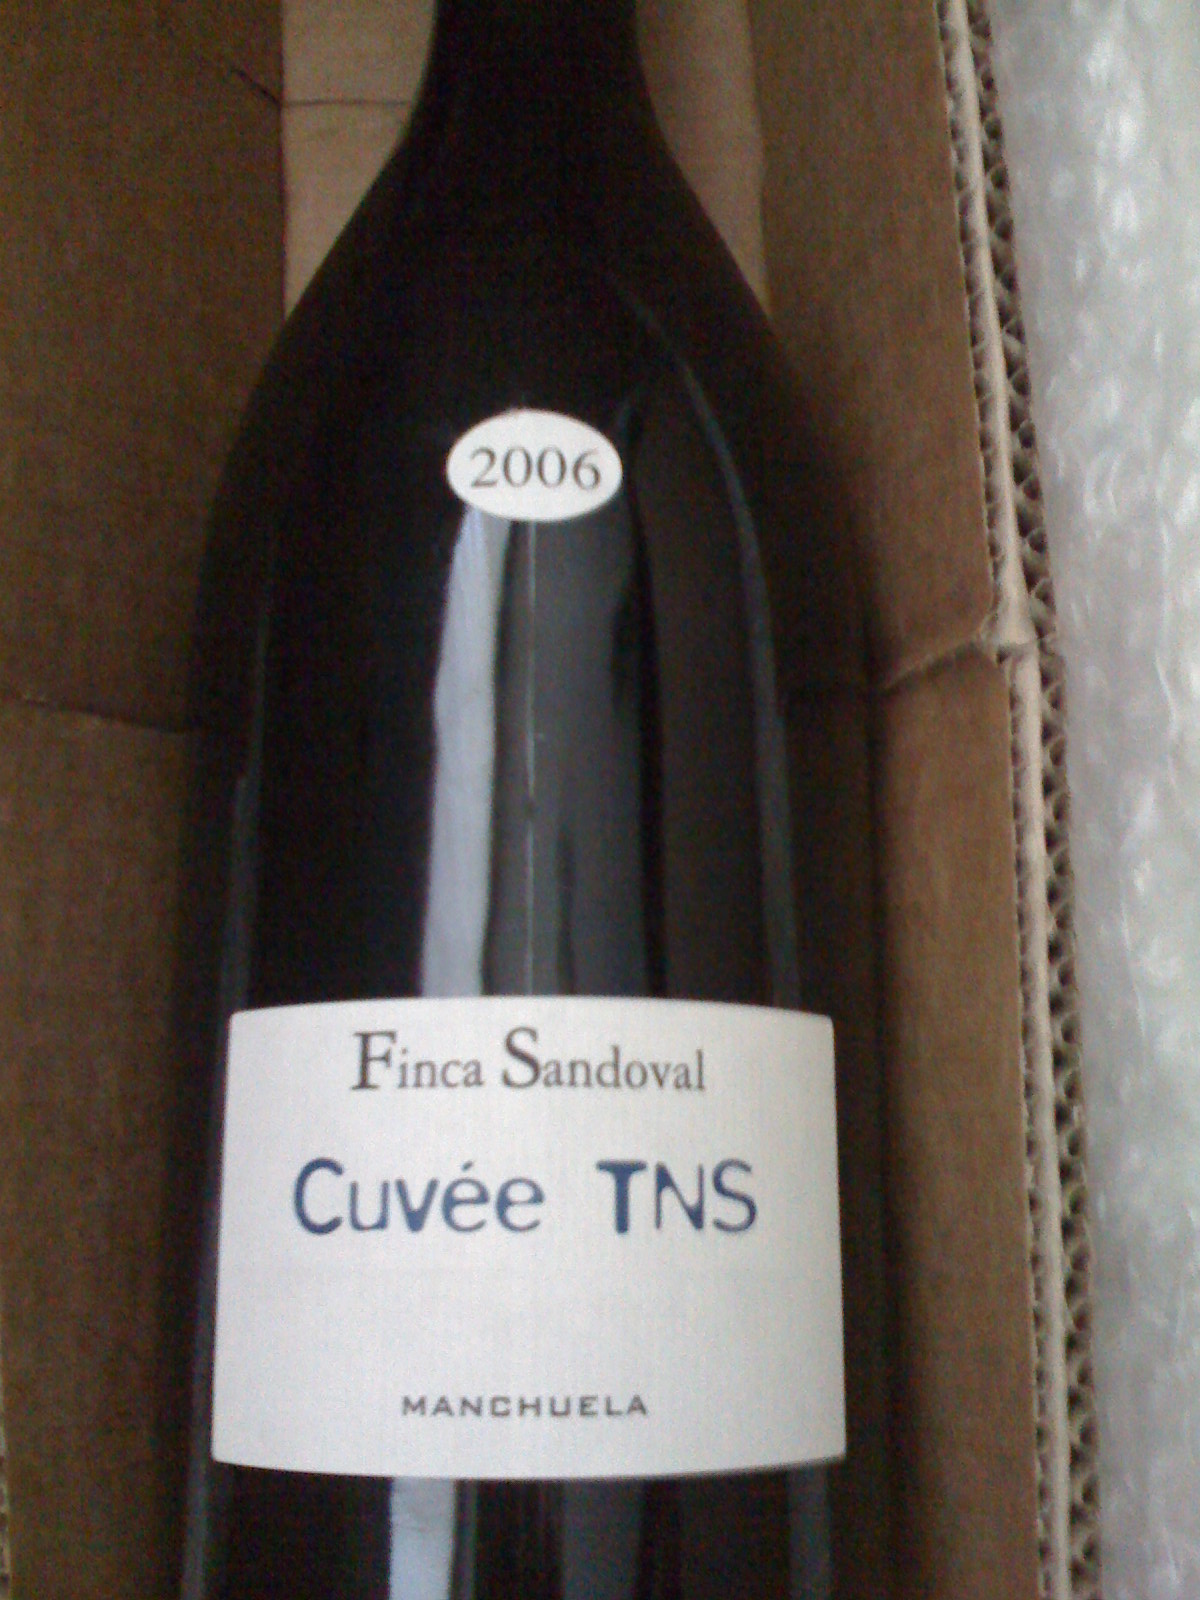 2006
Finca Sandoval
Cuvée TNS
MANCHUELA